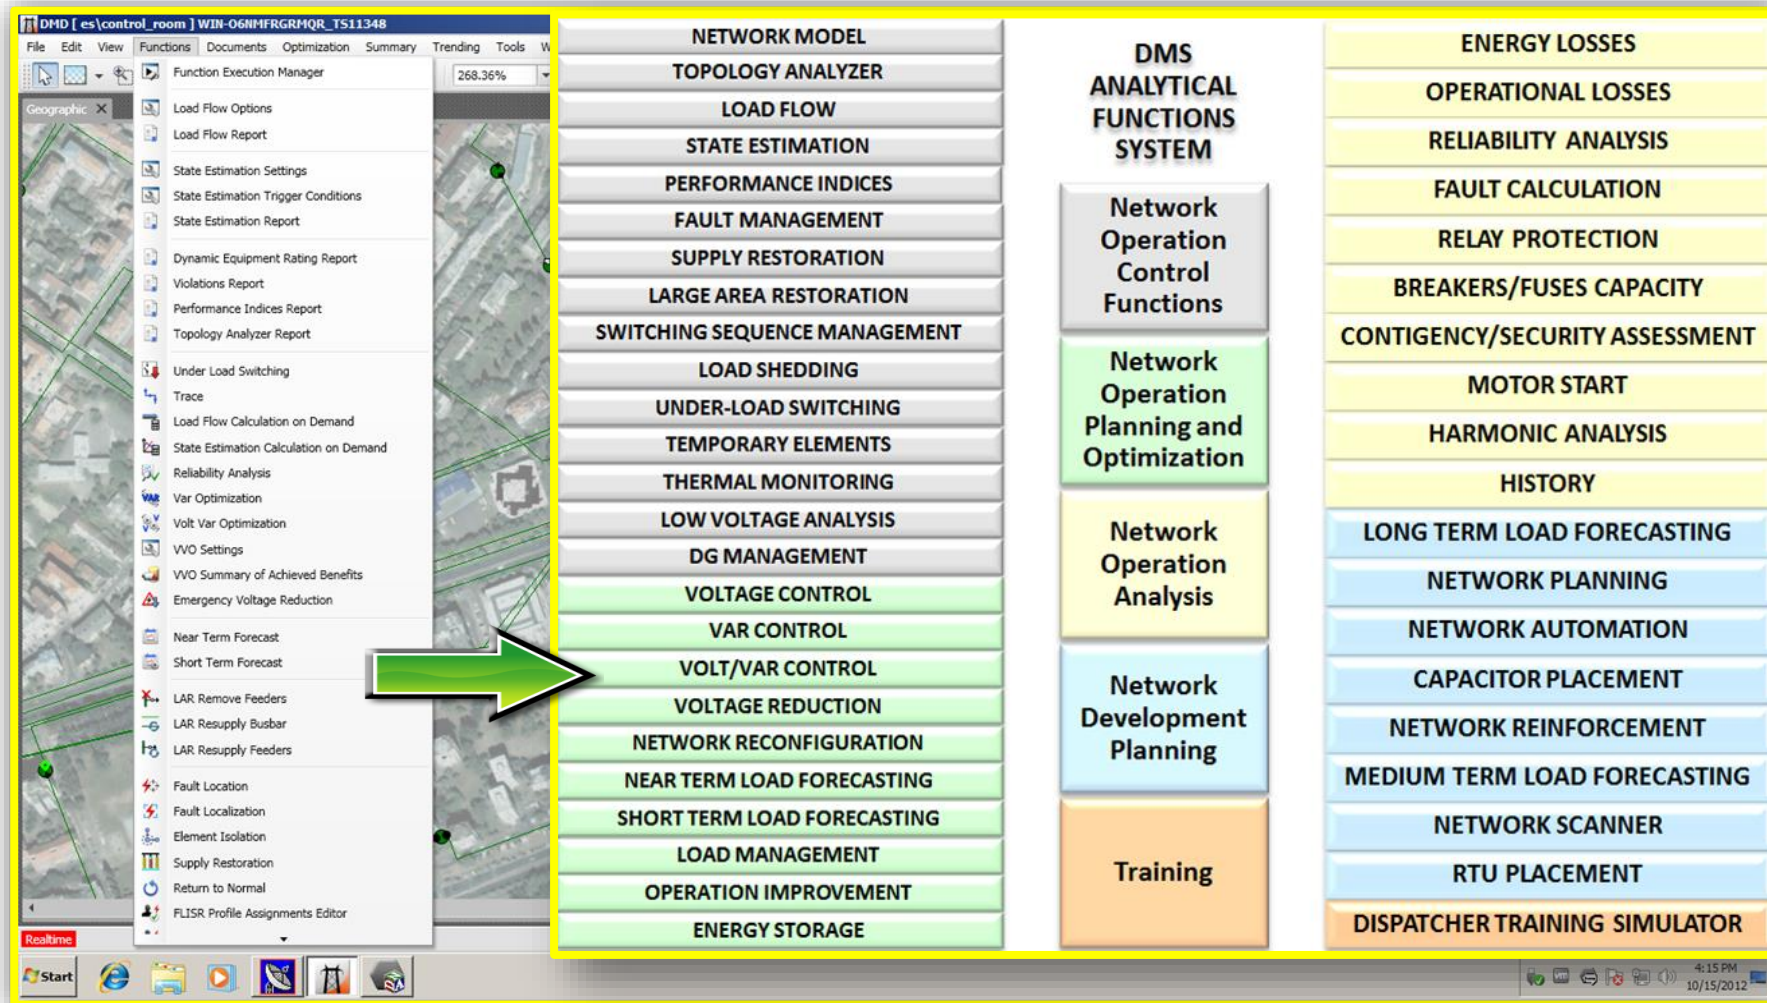 DMD [ es\control_room ] WIN-O6NMFRGRMQR_TS11348
File Edit View Functions Documents Optimization Summary Trending Tools W
268.36%
Geographic
Function Execution Manager
Load Flow Options
Load Flow Report
State Estimation Settings
State Estimation Trigger Conditions
State Estimation Report
Dynamic Equipment Rating Report
Violations Report
Performance Indices Report
Topology Analyzer Report
Under Load Switching
Trace
Load Flow Calculation on Demand
State Estimation Calculation on Demand
Reliability Analysis
VAR Var Optimization
Volt Var Optimization
VVO Settings
VVO Summary of Achieved Benefits
Emergency Voltage Reduction
Near Term Forecast
Short Term Forecast
LAR Remove Feeders
LAR Resupply Busbar
LAR Resupply Feeders
Fault Location
Fault Localization
Element Isolation
Supply Restoration
Return to Normal
FLISR Profile Assignments Editor
Realtime
Start
NETWORK MODEL
TOPOLOGY ANALYZER
LOAD FLOW
STATE ESTIMATION
PERFORMANCE INDICES
FAULT MANAGEMENT
SUPPLY RESTORATION
LARGE AREA RESTORATION
SWITCHING SEQUENCE MANAGEMENT
LOAD SHEDDING
UNDER-LOAD SWITCHING
TEMPORARY ELEMENTS
THERMAL MONITORING
LOW VOLTAGE ANALYSIS
DG MANAGEMENT
VOLTAGE CONTROL
VAR CONTROL
VOLT/VAR CONTROL
VOLTAGE REDUCTION
NETWORK RECONFIGURATION
NEAR TERM LOAD FORECASTING
SHORT TERM LOAD FORECASTING
LOAD MANAGEMENT
OPERATION IMPROVEMENT
ENERGY STORAGE
DMS
ANALYTICAL
FUNCTIONS
SYSTEM
Network
Operation
Control
Functions
Network
Operation
Planning and
Optimization
Network
Operation
Analysis
Network
Development
Planning
Training
ENERGY LOSSES
OPERATIONAL LOSSES
RELIABILITY ANALYSIS
FAULT CALCULATION
RELAY PROTECTION
BREAKERS/FUSES CAPACITY
CONTIGENCY/SECURITY ASSESSMENT
MOTOR START
HARMONIC ANALYSIS
HISTORY
LONG TERM LOAD FORECASTING
NETWORK PLANNING
NETWORK AUTOMATION
CAPACITOR PLACEMENT
NETWORK REINFORCEMENT
MEDIUM TERM LOAD FORECASTING
NETWORK SCANNER
RTU PLACEMENT
DISPATCHER TRAINING SIMULATOR
4:15 PM
10/15/2012